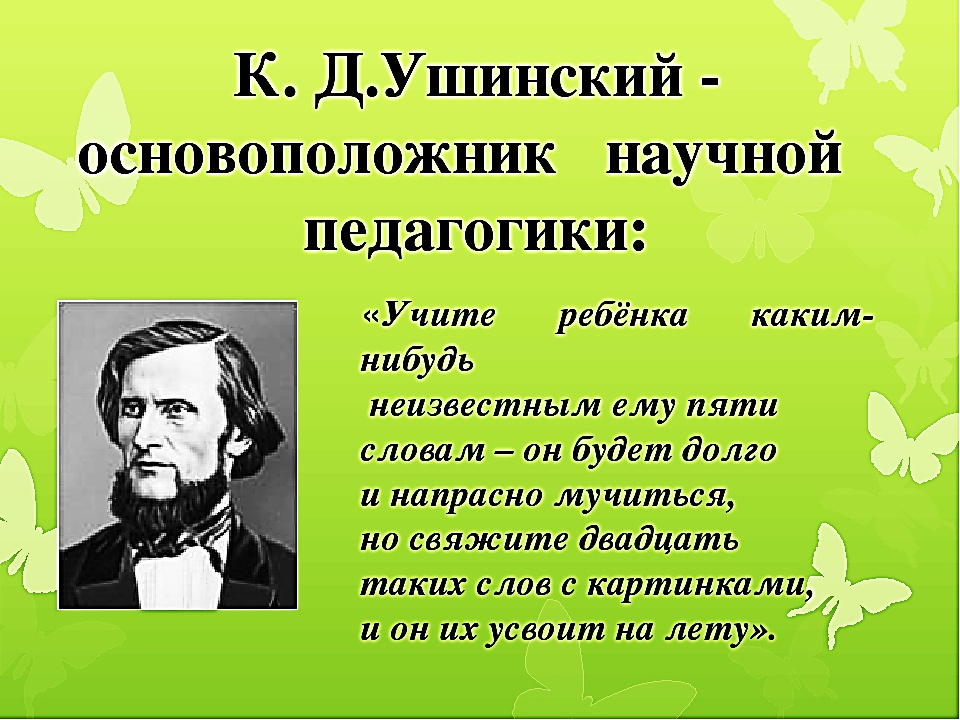 К. Д.Ушинский -
основоположник научной
педагогики:
«Учите ребёнка каким-
нибудь
неизвестным ему пяти
словам – он будет долго
и напрасно мучиться,
но свяжите двадцать
таких слов с картинками,
и он их усвоит на лету».